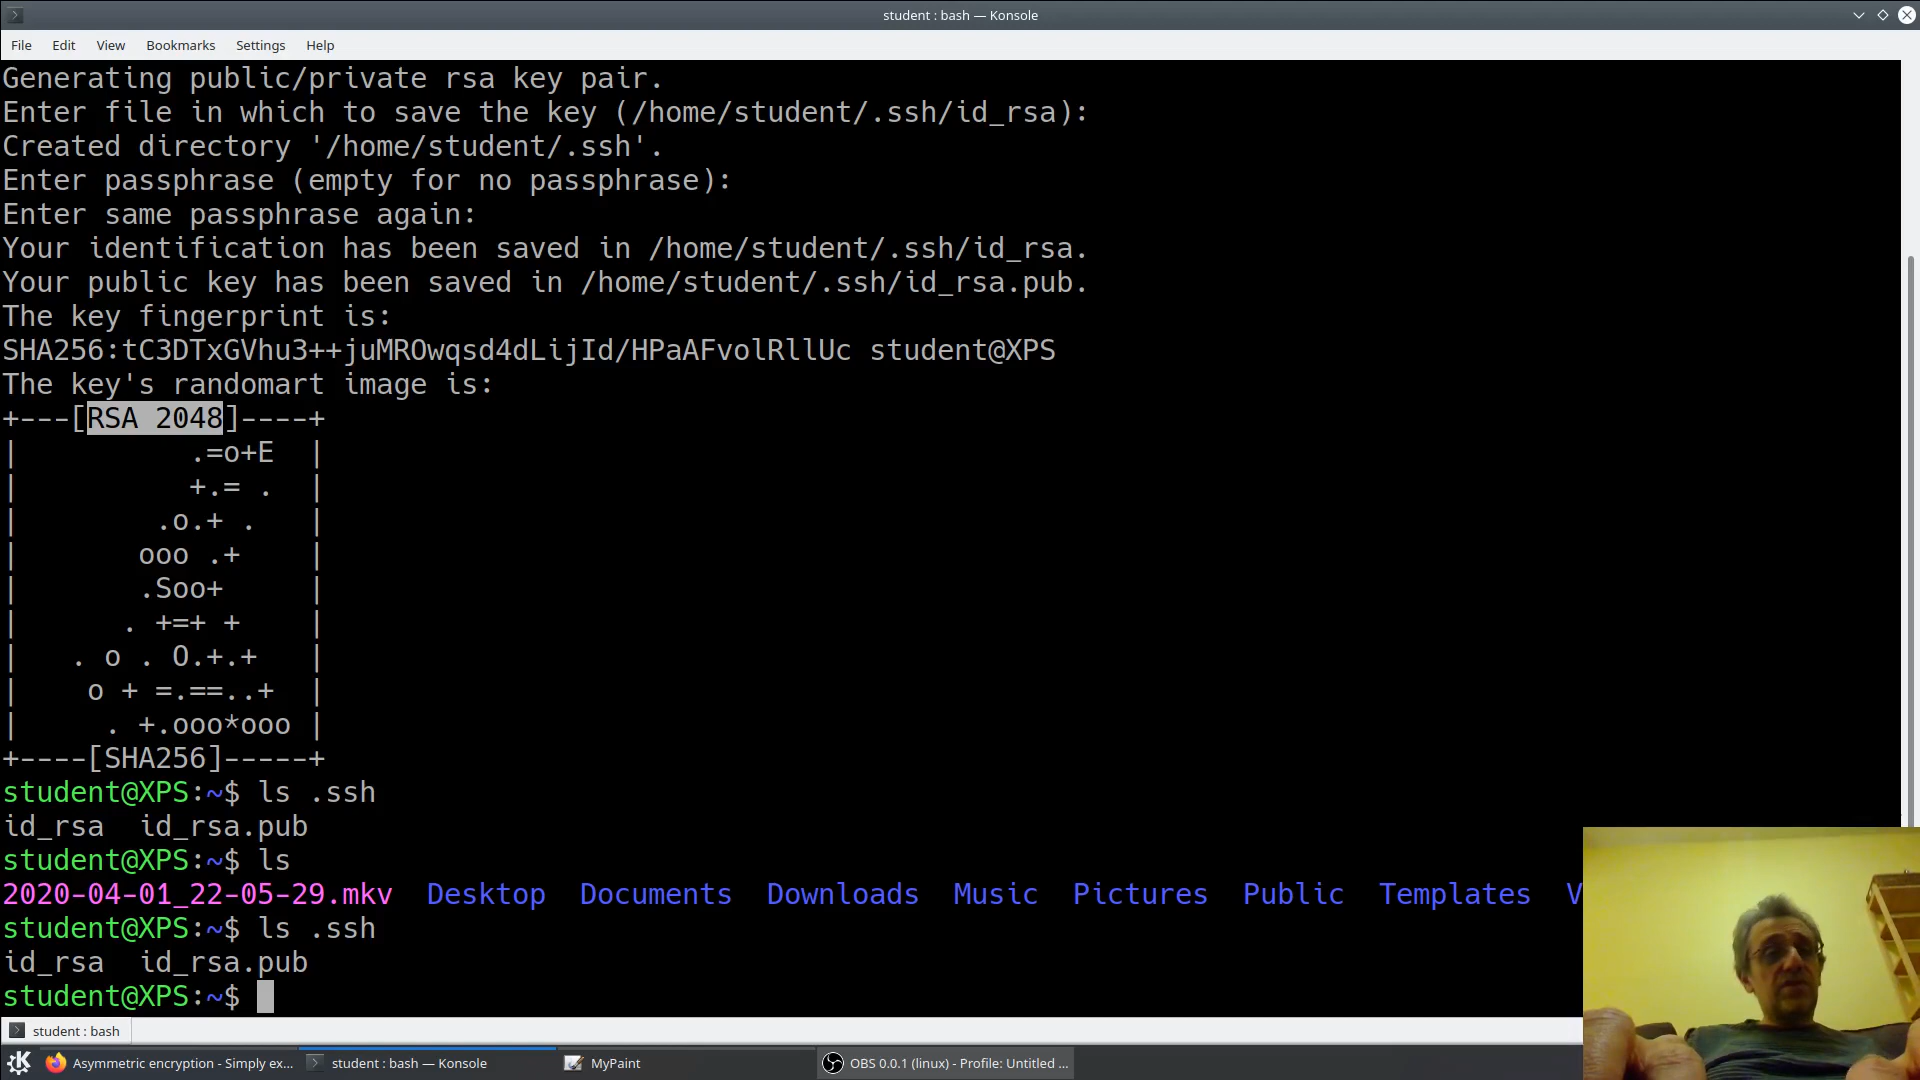 student : bash — Konsole
File Edit View Bookmarks Settings Help
Generating public/private rsa key pair.
Enter file in which to save the key (/home/student/.ssh/id_rsa):
Created directory '/home/student/.ssh'.
Enter passphrase (empty for no passphrase):
Enter same passphrase again:
Your identification has been saved in /home/student/.ssh/id_rsa.
Your public key has been saved in /home/student/.ssh/id_rsa.pub.
The key fingerprint is:
SHA256:tC3DTxGVhu3++juMROwqsd4dLijId/HPaAFvolRllUc student@XPS
The key's randomart image is:
+---[RSA 2048]----+
|          .=o+E  |
|          +.= .  |
|        .o.+ .   |
|       ooo .+    |
|       .Soo+     |
|      . +=+ +    |
|   . o . O.+.+   |
|    o + =.==..+  |
|     . +.ooo*ooo |
+----[SHA256]-----+
student@XPS:~$ ls .ssh
id_rsa  id_rsa.pub
student@XPS:~$ ls
2020-04-01_22-05-29.mkv  Desktop  Documents  Downloads  Music  Pictures  Public  Templates  V
student@XPS:~$ ls .ssh
id_rsa  id_rsa.pub
student@XPS:~$
student : bash
Asymmetric encryption - Simply ex... student : bash — Konsole MyPaint OBS 0.0.1 (linux) - Profile: Untitled ...